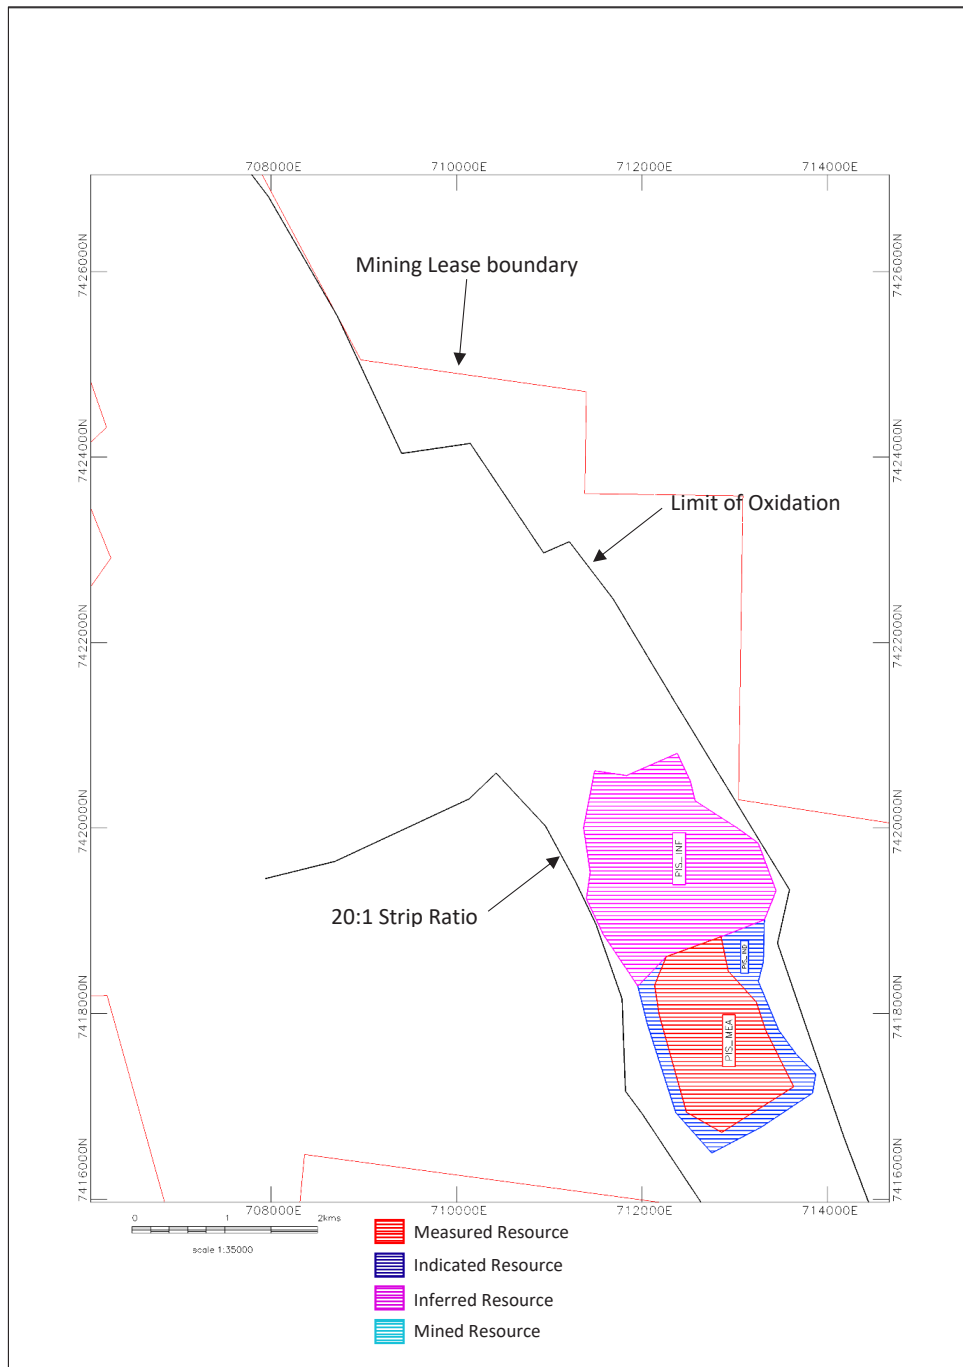 708000E
710000E
712000E
714000E
7426000N
7426000N
Mining Lease boundary
7424000N
7424000N
Limit of Oxidation
7422000N
7422000N
7420000N
7420000N
PIS_INF
20:1 Strip Ratio
PIS_IND
7418000N
7418000N
PIS_MEA
7416000N
7416000N
708000E
710000E
712000E
714000E
0 1 2kms
scale 1:35000
Measured Resource
Indicated Resource
Inferred Resource
Mined Resource